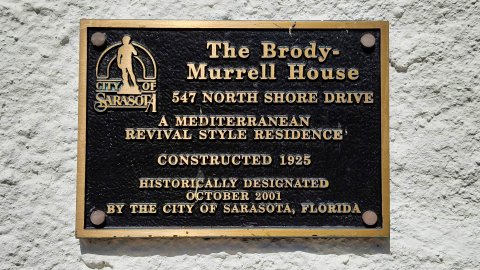 The Brody-
Murrell House
CITY OF
SARASOTA
547 NORTH SHORE DRIVE
A MEDITERRANEAN
REVIVAL STYLE RESIDENCE
CONSTRUCTED 1925
HISTORICALLY DESIGNATED
OCTOBER 2001
BY THE CITY OF SARASOTA, FLORIDA